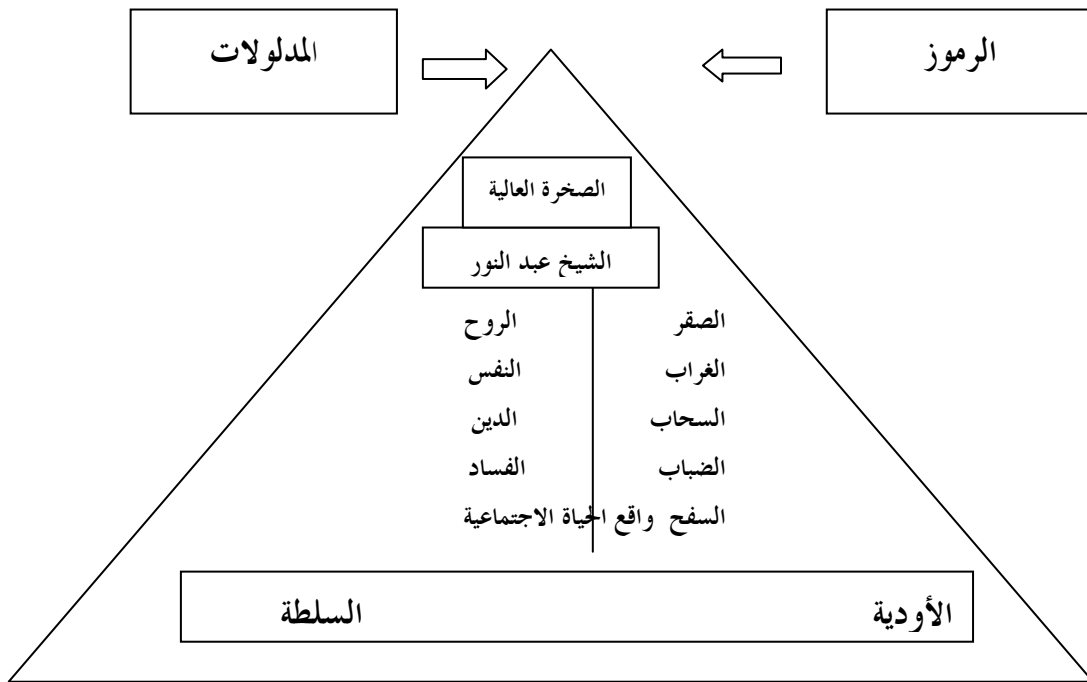 الرموز المدلولات
الصخرة العالية
الشيخ عبد النور
الصقر الروح
الغراب النفس
السحاب الدين
الضباب الفساد
السفح واقع الحياة الاجتماعية
الأودية السلطة